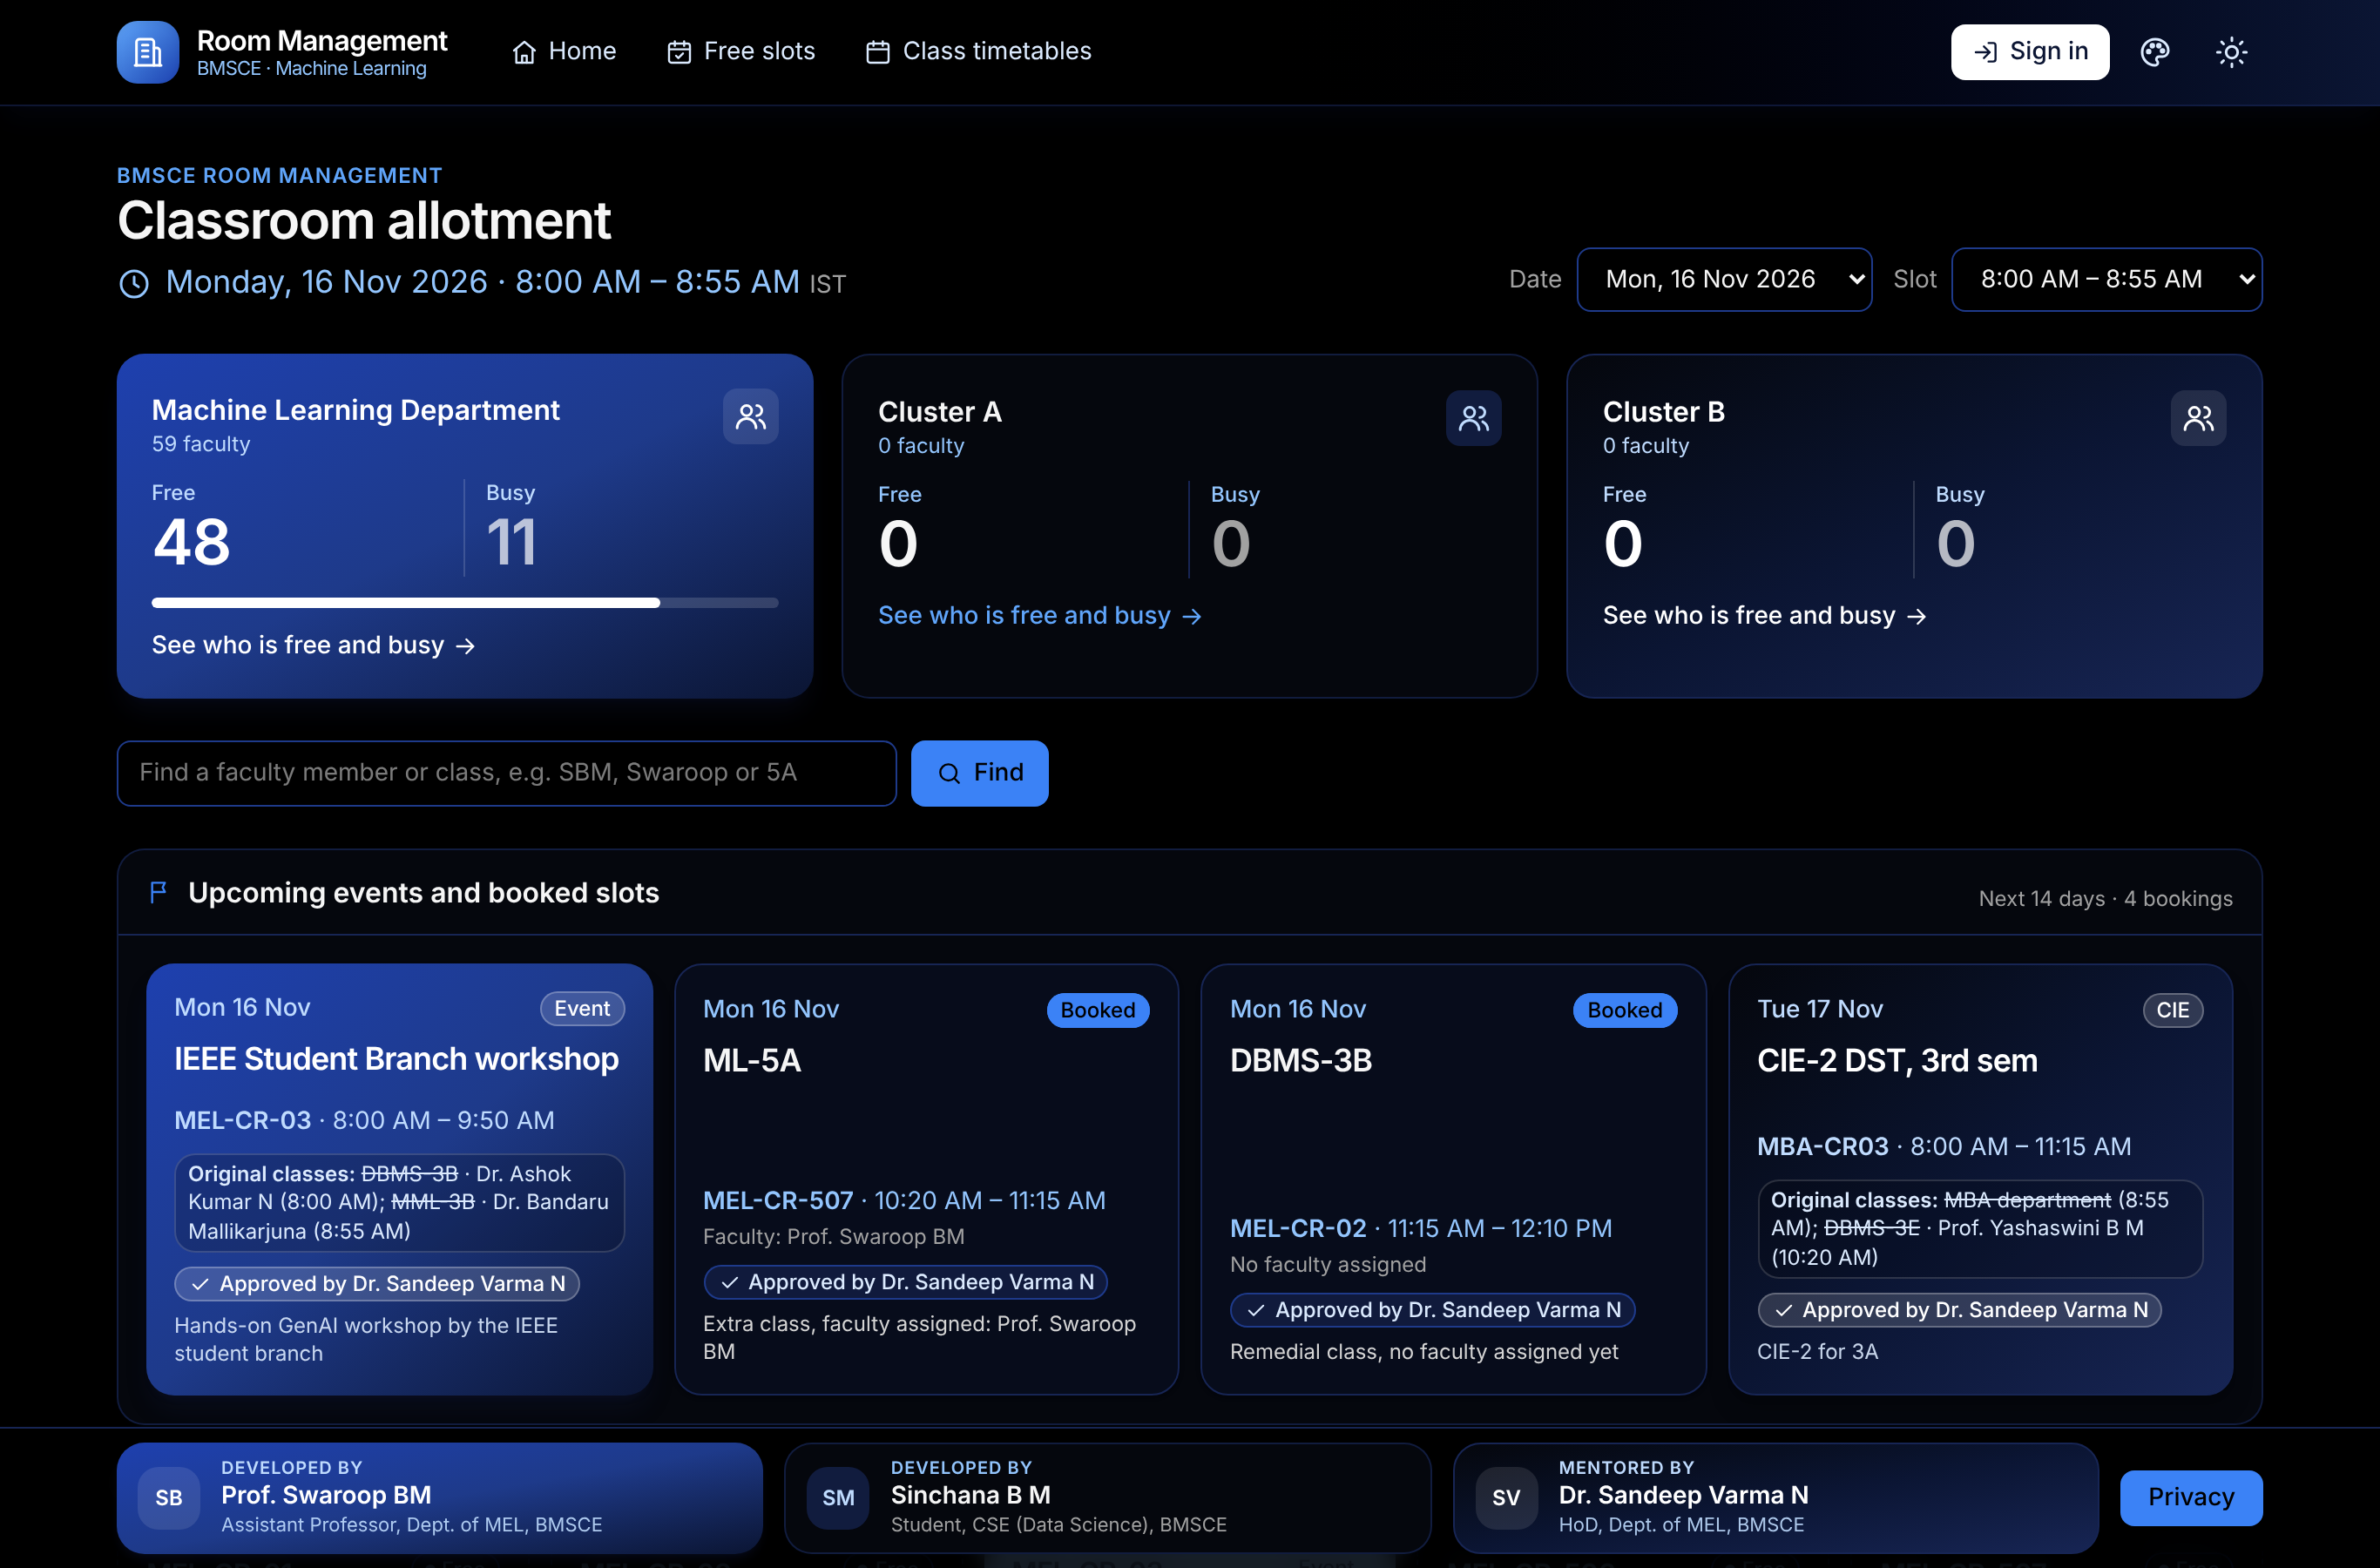 Room Management
BMSCE · Machine Learning
Home
Free slots
Class timetables
Sign in
BMSCE ROOM MANAGEMENT
Classroom allotment
Monday, 16 Nov 2026 · 8:00 AM – 8:55 AM IST
Date
Mon, 16 Nov 2026
Slot
8:00 AM – 8:55 AM
Machine Learning Department
59 faculty
Free
48
Busy
11
See who is free and busy →
Cluster A
0 faculty
Free
0
Busy
0
See who is free and busy →
Cluster B
0 faculty
Free
0
Busy
0
See who is free and busy →
Find a faculty member or class, e.g. SBM, Swaroop or 5A
Find
Upcoming events and booked slots
Next 14 days · 4 bookings
Mon 16 Nov
Event
IEEE Student Branch workshop
MEL-CR-03 · 8:00 AM – 9:50 AM
Original classes: DBMS-3B · Dr. Ashok
Kumar N (8:00 AM); MML-3B · Dr. Bandaru
Mallikarjuna (8:55 AM)
Approved by Dr. Sandeep Varma N
Hands-on GenAI workshop by the IEEE
student branch
Mon 16 Nov
Booked
ML-5A
MEL-CR-507 · 10:20 AM – 11:15 AM
Faculty: Prof. Swaroop BM
Approved by Dr. Sandeep Varma N
Extra class, faculty assigned: Prof. Swaroop
BM
Mon 16 Nov
Booked
DBMS-3B
MEL-CR-02 · 11:15 AM – 12:10 PM
No faculty assigned
Approved by Dr. Sandeep Varma N
Remedial class, no faculty assigned yet
Tue 17 Nov
CIE
CIE-2 DST, 3rd sem
MBA-CR03 · 8:00 AM – 11:15 AM
Original classes: MBA department (8:55
AM); DBMS-3E · Prof. Yashaswini B M
(10:20 AM)
Approved by Dr. Sandeep Varma N
CIE-2 for 3A
SB
DEVELOPED BY
Prof. Swaroop BM
Assistant Professor, Dept. of MEL, BMSCE
SM
DEVELOPED BY
Sinchana B M
Student, CSE (Data Science), BMSCE
SV
MENTORED BY
Dr. Sandeep Varma N
HoD, Dept. of MEL, BMSCE
Privacy